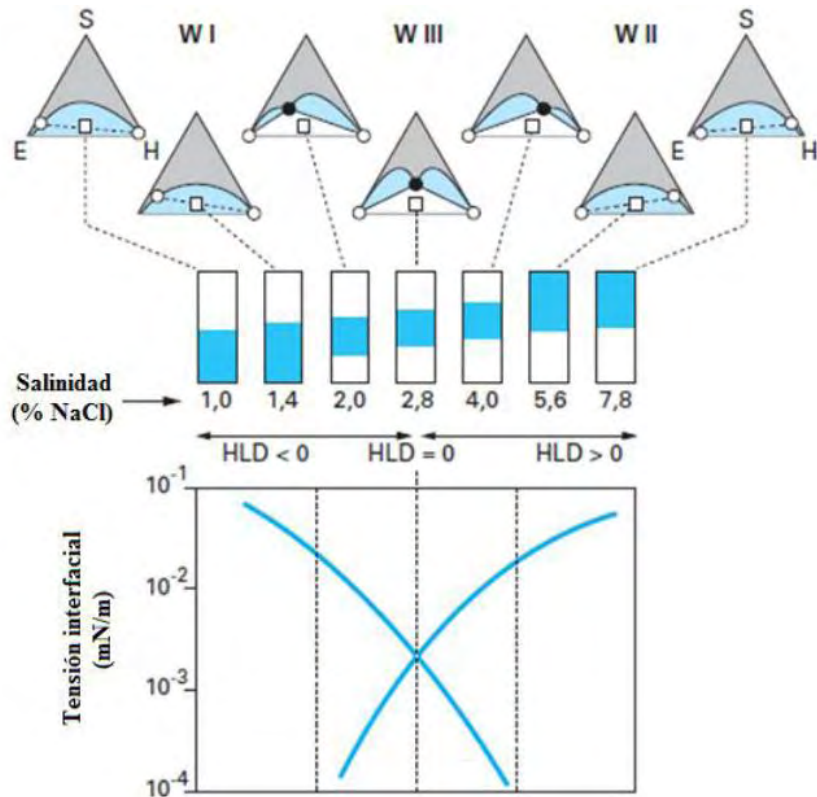 S
W I
W III
W II
S
E
H
E
H
Salinidad
(% NaCl)
1,0
1,4
2,0
2,8
4,0
5,6
7,8
HLD < 0
HLD = 0
HLD > 0
Tensión interfacial
(mN/m)
10-1
10-2
10-3
10-4